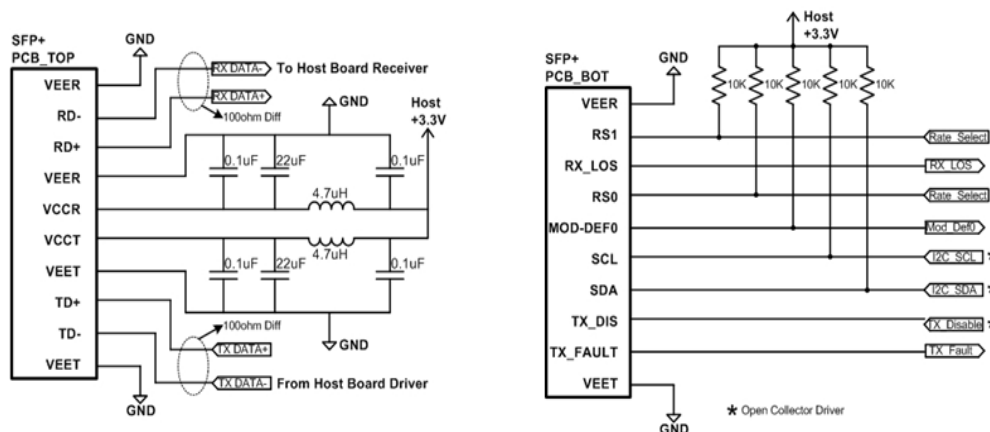 SFP+
PCB_TOP
GND
VEER
RX DATA-
To Host Board Receiver
RD-
RX DATA+
100ohm Diff
RD+
GND
Host
+3.3V
VEER
0.1uF
22uF
0.1uF
4.7uH
VCCR
VCCT
4.7uH
0.1uF
22uF
0.1uF
VEET
TD+
100ohm Diff
GND
TD-
TX DATA+
VEET
TX DATA-
From Host Board Driver
GND
Host
+3.3V
SFP+
PCB_BOT
GND
10K
10K
10K
10K
10K
VEER
RS1
Rate_Select
RX_LOS
RX_LOS
RS0
Rate_Select
MOD-DEF0
Mod_Def0
SCL
I2C_SCL *
SDA
I2C_SDA *
TX_DIS
TX_Disable *
TX_FAULT
TX_Fault
VEET
GND
* Open Collector Driver